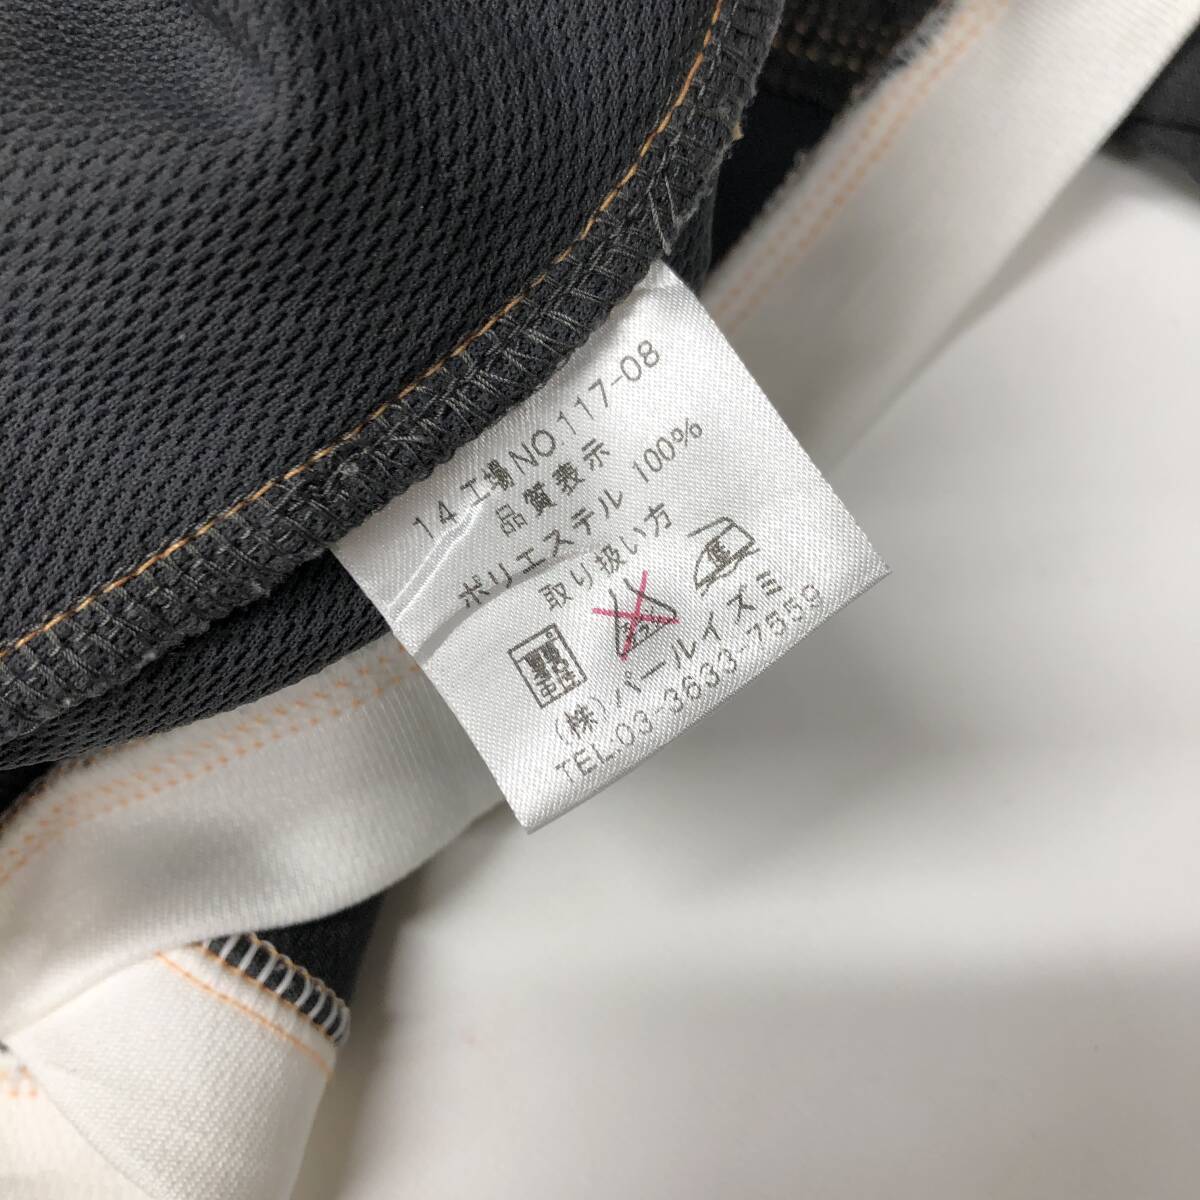 14 工場NO.117-08
品質表示
ポリエステル 100%
取り扱い方
(株)パールイズミ
TEL.03-3633-7559